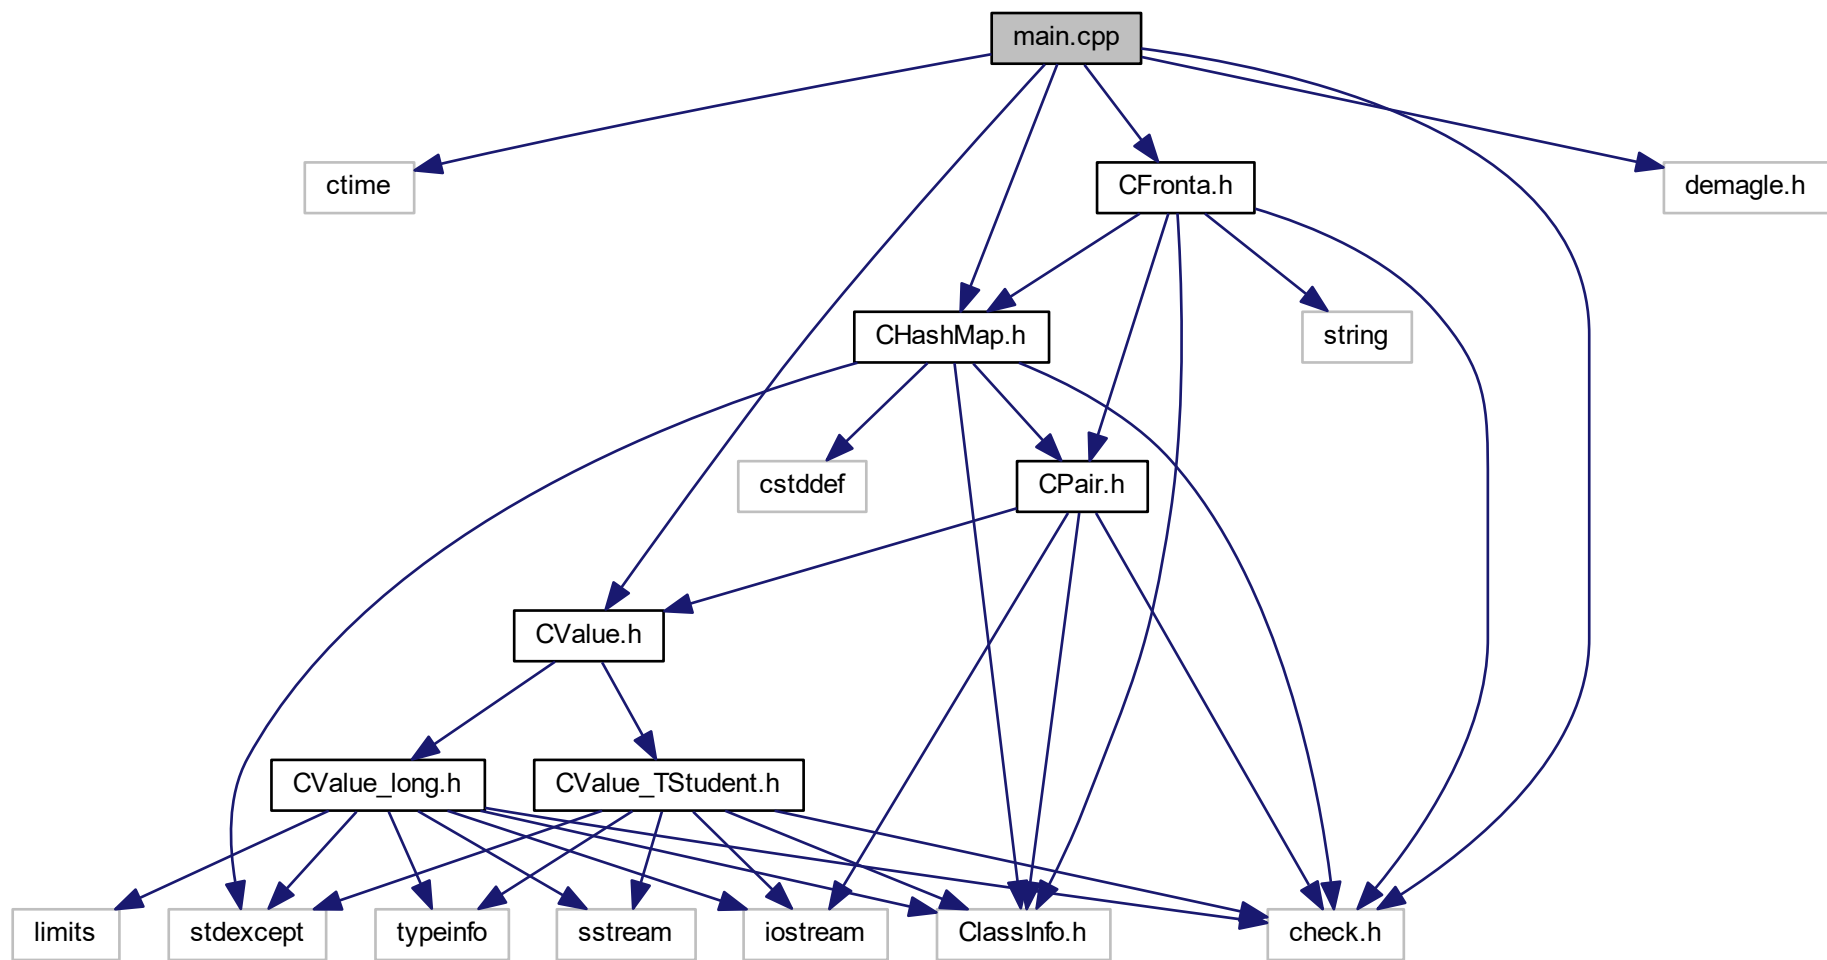 main.cpp
ctime
CFronta.h
demagle.h
CHashMap.h
string
cstddef
CPair.h
CValue.h
CValue_long.h
CValue_TStudent.h
limits
stdexcept
typeinfo
sstream
iostream
ClassInfo.h
check.h